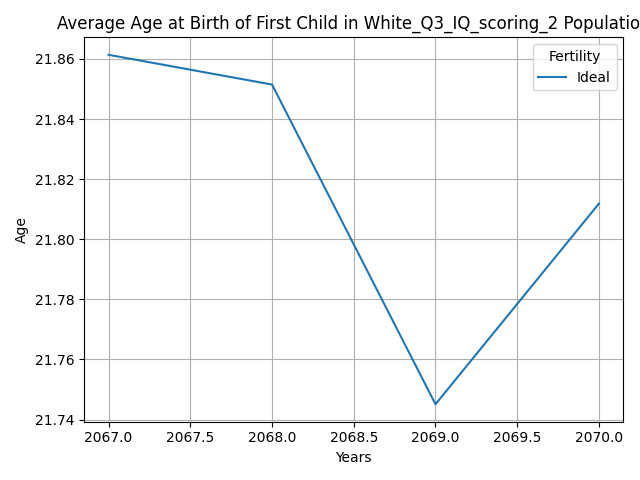 Average Age at Birth of First Child in White_Q3_IQ_scoring_2 Populatio
Fertility
Ideal
21.86
21.84
21.82
21.80
21.78
21.76
21.74
Age
2067.0 2067.5 2068.0 2068.5 2069.0 2069.5 2070.0
Years